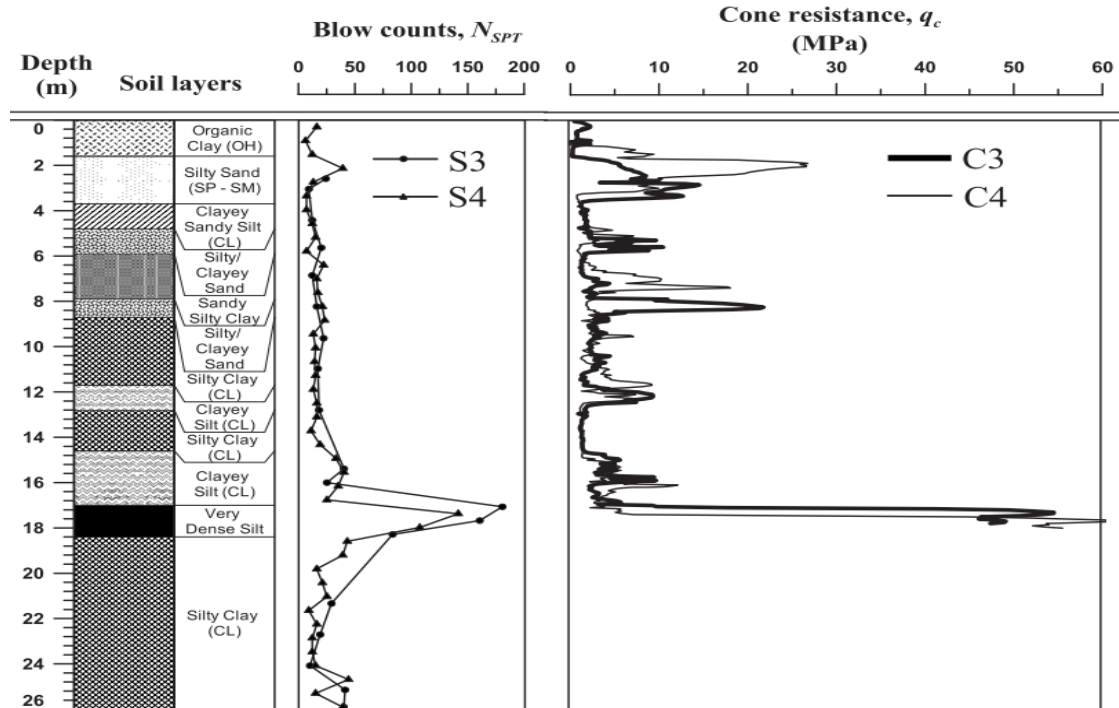 Blow counts, N_SPT
Cone resistance, q_c
(MPa)
Depth
(m)
Soil layers
0 50 100 150 200
0 10 20 30 40 50 60
0
2
4
6
8
10
12
14
16
18
20
22
24
26
Organic
Clay (OH)
Silty Sand
(SP - SM)
Clayey
Sandy Silt
(CL)
Silty/
Clayey
Sand
Sandy
Silty Clay
Silty/
Clayey
Sand
Silty Clay
(CL)
Clayey
Silt (CL)
Silty Clay
(CL)
Clayey
Silt (CL)
Very
Dense Silt
Silty Clay
(CL)
S3
S4
C3
C4